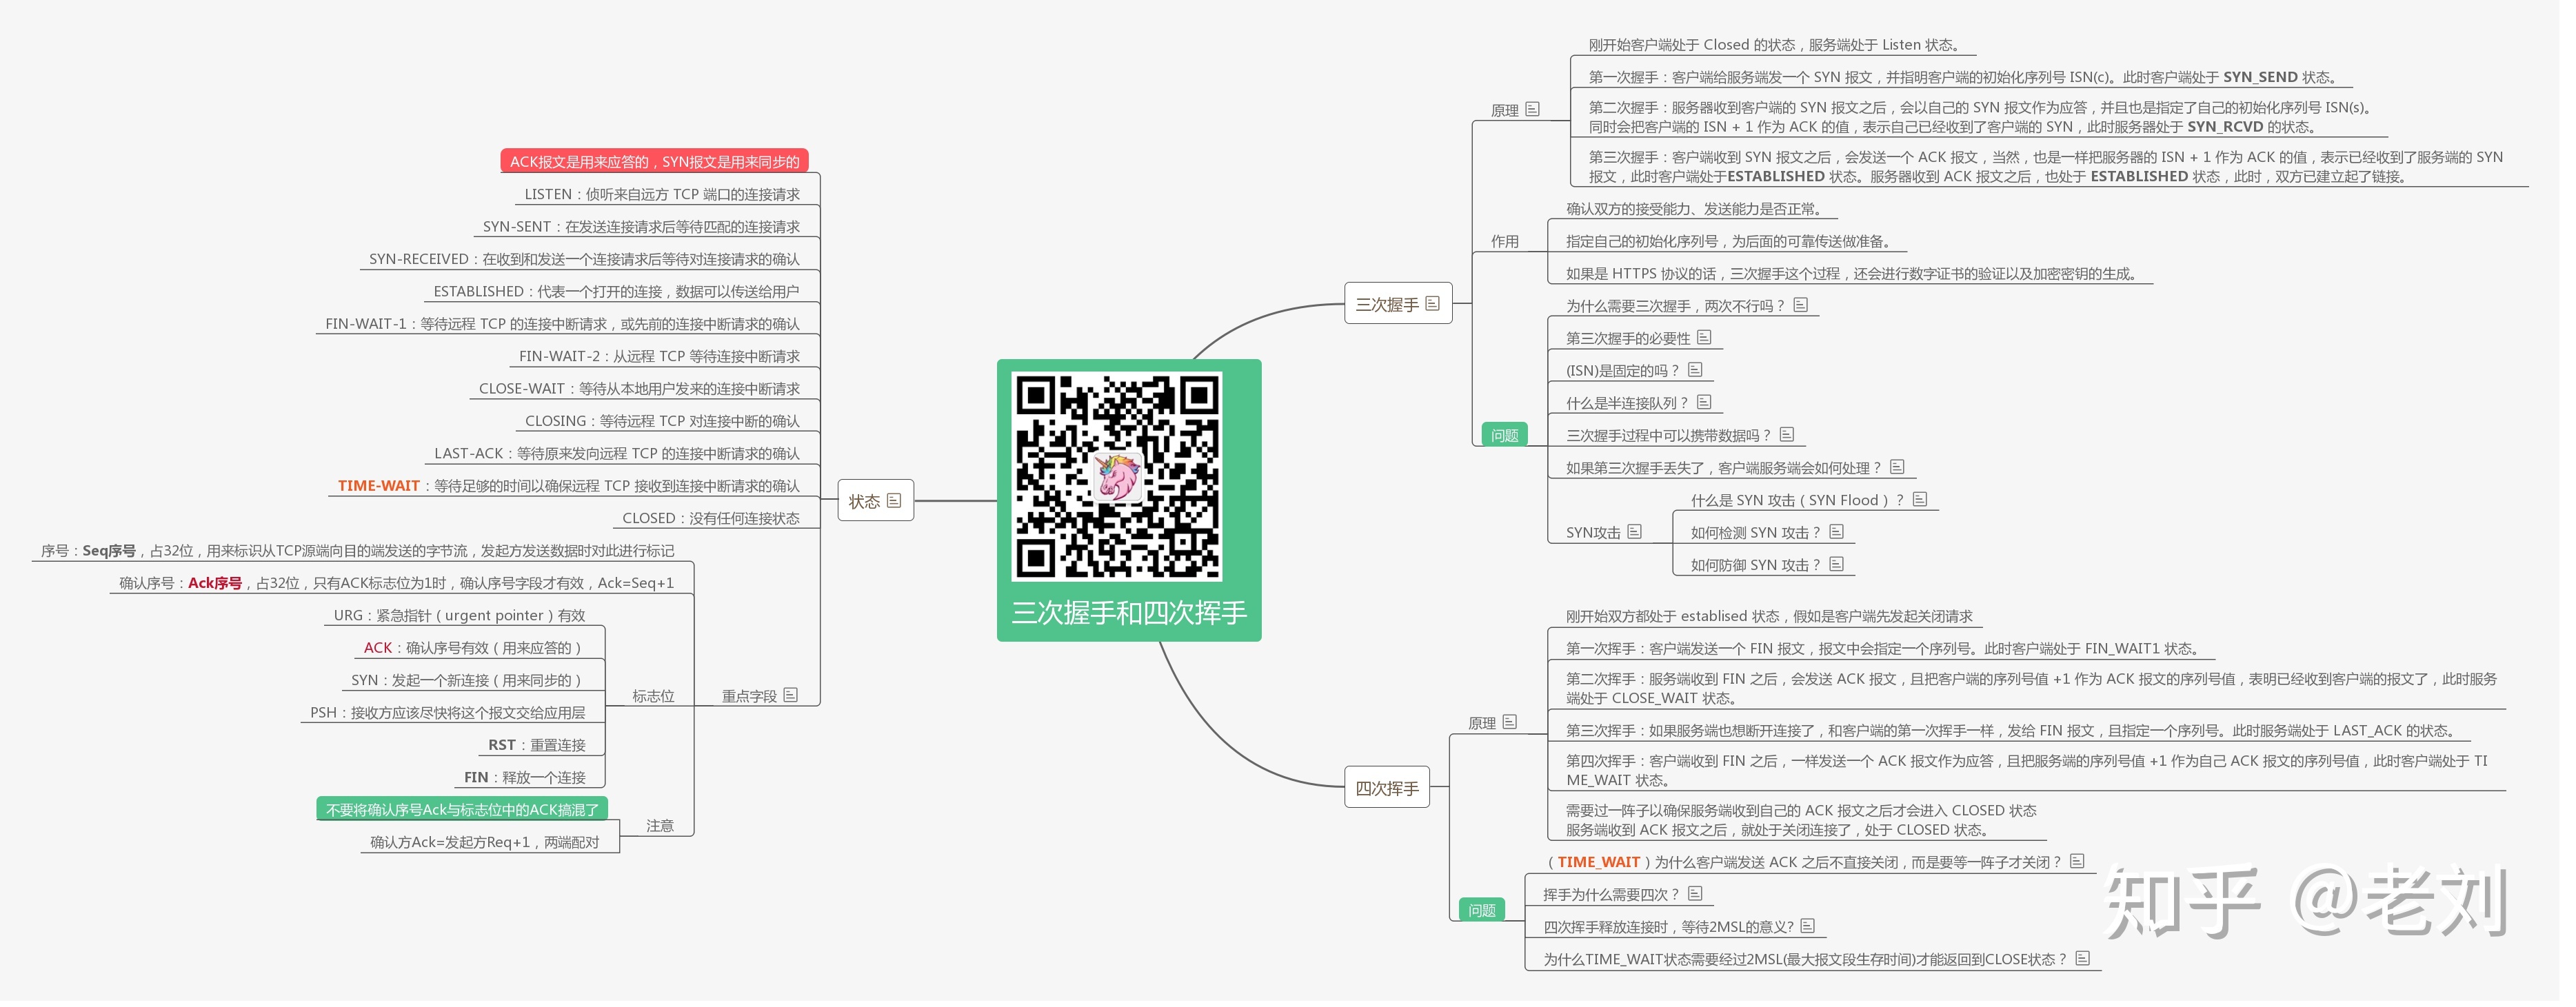 三次握手和四次挥手
三次握手
原理
刚开始客户端处于 Closed 的状态，服务端处于 Listen 状态。
第一次握手：客户端给服务端发一个 SYN 报文，并指明客户端的初始化序列号 ISN(c)。此时客户端处于 SYN_SEND 状态。
第二次握手：服务器收到客户端的 SYN 报文之后，会以自己的 SYN 报文作为应答，并且也是指定了自己的初始化序列号 ISN(s)。
同时会把客户端的 ISN + 1 作为 ACK 的值，表示自己已经收到了客户端的 SYN，此时服务器处于 SYN_RCVD 的状态。
第三次握手：客户端收到 SYN 报文之后，会发送一个 ACK 报文，当然，也是一样把服务器的 ISN + 1 作为 ACK 的值，表示已经收到了服务端的 SYN
报文，此时客户端处于ESTABLISHED 状态。服务器收到 ACK 报文之后，也处于 ESTABLISHED 状态，此时，双方已建立起了链接。
作用
确认双方的接受能力、发送能力是否正常。
指定自己的初始化序列号，为后面的可靠传送做准备。
如果是 HTTPS 协议的话，三次握手这个过程，还会进行数字证书的验证以及加密密钥的生成。
问题
为什么需要三次握手，两次不行吗？
第三次握手的必要性
(ISN)是固定的吗？
什么是半连接队列？
三次握手过程中可以携带数据吗？
如果第三次握手丢失了，客户端服务端会如何处理？
SYN攻击
什么是 SYN 攻击（SYN Flood）？
如何检测 SYN 攻击？
如何防御 SYN 攻击？
四次挥手
原理
刚开始双方都处于 establised 状态，假如是客户端先发起关闭请求
第一次挥手：客户端发送一个 FIN 报文，报文中会指定一个序列号。此时客户端处于 FIN_WAIT1 状态。
第二次挥手：服务端收到 FIN 之后，会发送 ACK 报文，且把客户端的序列号值 +1 作为 ACK 报文的序列号值，表明已经收到客户端的报文了，此时服务
端处于 CLOSE_WAIT 状态。
第三次挥手：如果服务端也想断开连接了，和客户端的第一次挥手一样，发给 FIN 报文，且指定一个序列号。此时服务端处于 LAST_ACK 的状态。
第四次挥手：客户端收到 FIN 之后，一样发送一个 ACK 报文作为应答，且把服务端的序列号值 +1 作为自己 ACK 报文的序列号值，此时客户端处于 TI
ME_WAIT 状态。
需要过一阵子以确保服务端收到自己的 ACK 报文之后才会进入 CLOSED 状态
服务端收到 ACK 报文之后，就处于关闭连接了，处于 CLOSED 状态。
问题
（TIME_WAIT）为什么客户端发送 ACK 之后不直接关闭，而是要等一阵子才关闭？
挥手为什么需要四次？
四次挥手释放连接时，等待2MSL的意义?
为什么TIME_WAIT状态需要经过2MSL(最大报文段生存时间)才能返回到CLOSE状态？
状态
ACK报文是用来应答的，SYN报文是用来同步的
LISTEN：侦听来自远方 TCP 端口的连接请求
SYN-SENT：在发送连接请求后等待匹配的连接请求
SYN-RECEIVED：在收到和发送一个连接请求后等待对连接请求的确认
ESTABLISHED：代表一个打开的连接，数据可以传送给用户
FIN-WAIT-1：等待远程 TCP 的连接中断请求，或先前的连接中断请求的确认
FIN-WAIT-2：从远程 TCP 等待连接中断请求
CLOSE-WAIT：等待从本地用户发来的连接中断请求
CLOSING：等待远程 TCP 对连接中断的确认
LAST-ACK：等待原来发向远程 TCP 的连接中断请求的确认
TIME-WAIT：等待足够的时间以确保远程 TCP 接收到连接中断请求的确认
CLOSED：没有任何连接状态
重点字段
序号：Seq序号，占32位，用来标识从TCP源端向目的端发送的字节流，发起方发送数据时对此进行标记
确认序号：Ack序号，占32位，只有ACK标志位为1时，确认序号字段才有效，Ack=Seq+1
标志位
URG：紧急指针（urgent pointer）有效
ACK：确认序号有效（用来应答的）
SYN：发起一个新连接（用来同步的）
PSH：接收方应该尽快将这个报文交给应用层
RST：重置连接
FIN：释放一个连接
注意
不要将确认序号Ack与标志位中的ACK搞混了
确认方Ack=发起方Req+1，两端配对
知乎 @老刘